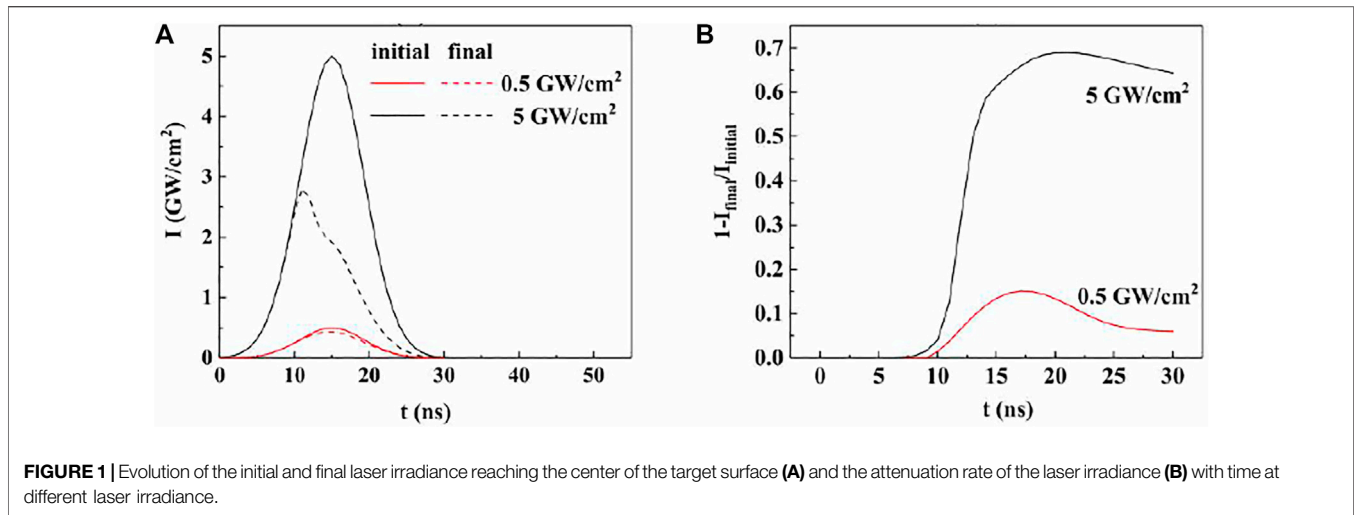 A
initial final
0.5 GW/cm²
5 GW/cm²
I (GW/cm²)
5
4
3
2
1
0
0 10 20 30 40 50
t (ns)
B
1-I_final/I_initial
0.7
0.6
0.5
0.4
0.3
0.2
0.1
0.0
5 GW/cm²
0.5 GW/cm²
0 5 10 15 20 25 30
t (ns)
FIGURE 1 | Evolution of the initial and final laser irradiance reaching the center of the target surface (A) and the attenuation rate of the laser irradiance (B) with time at
different laser irradiance.